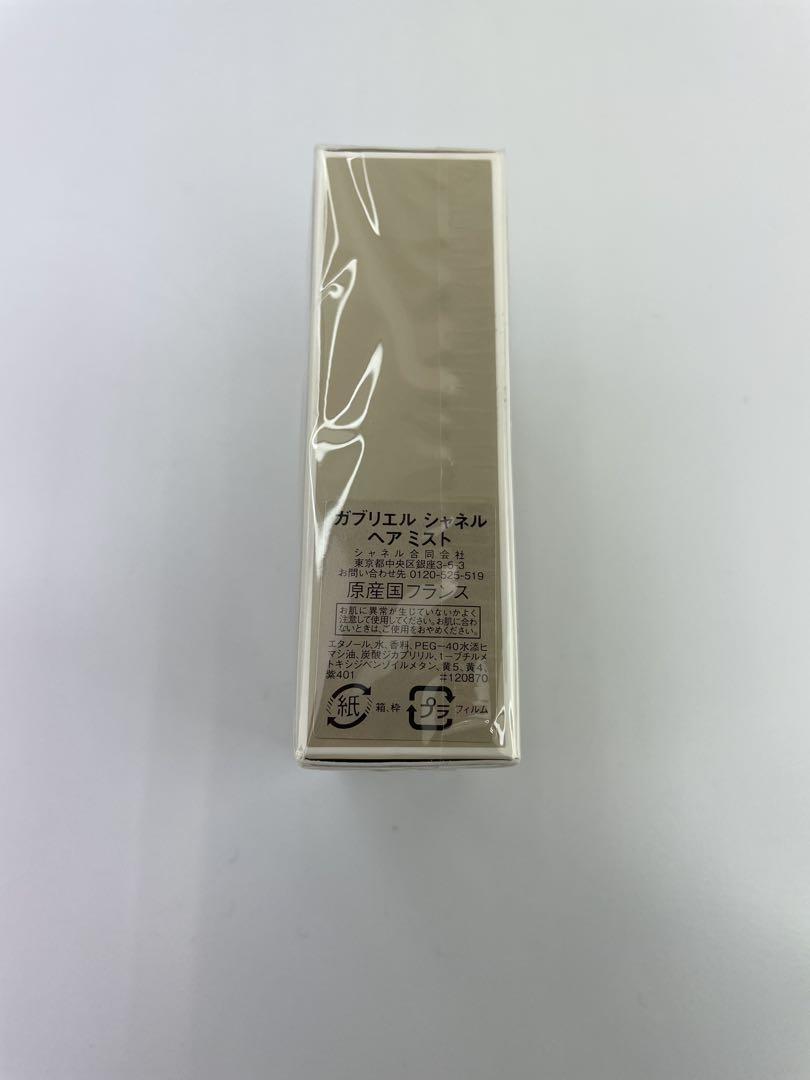 ガブリエル シャネル
ヘア ミスト
シャネル合同会社
東京都中央区銀座3-5-3
お問い合わせ先 0120-525-519
原産国フランス
お肌に異常が生じていないかよく
注意して使用してください。お肌に合わ
ないときは、ご使用をおやめください。
エタノール、水、香料、PEG-40水添ヒ
マシ油、炭酸ジカプリリル、t-ブチルメ
トキシジベンゾイルメタン、黄5、黄4、
紫401 #120870
紙 箱、枠 プラ フィルム